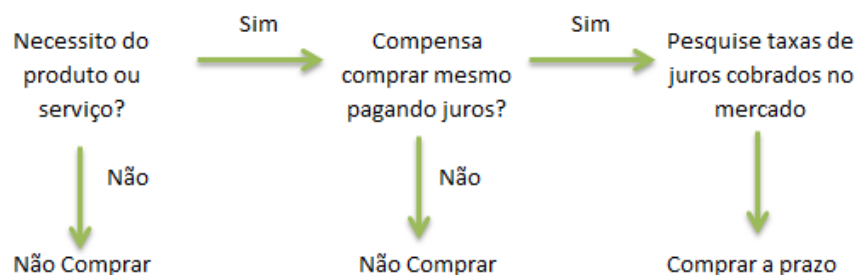 Necessito do
produto ou
serviço?
Sim
Compensa
comprar mesmo
pagando juros?
Sim
Pesquise taxas de
juros cobrados no
mercado
Não
Não
Não Comprar
Não Comprar
Comprar a prazo